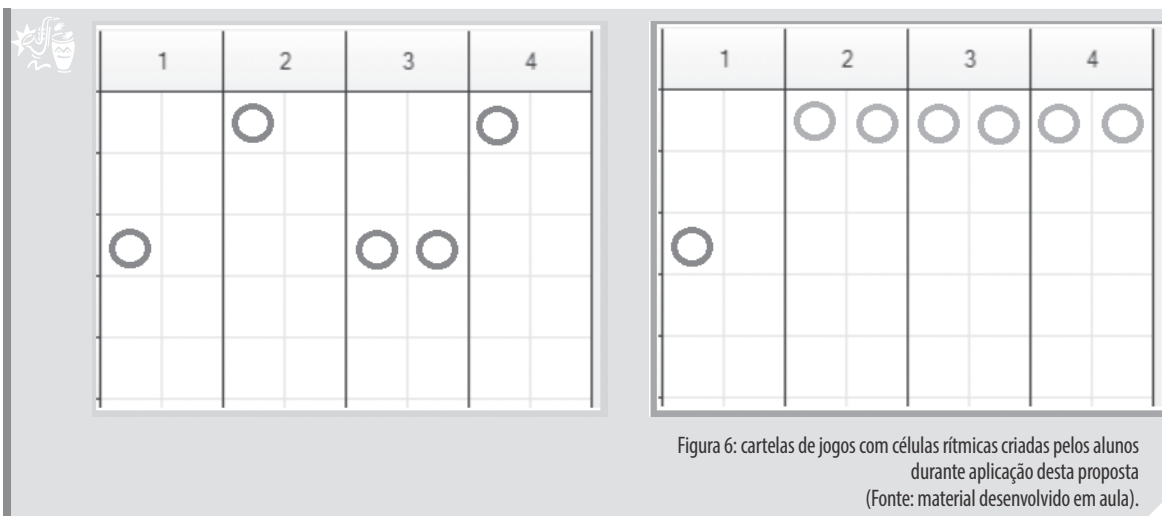 1 2 3 4
1 2 3 4
Figura 6: cartelas de jogos com células rítmicas criadas pelos alunos
durante aplicação desta proposta
(Fonte: material desenvolvido em aula).